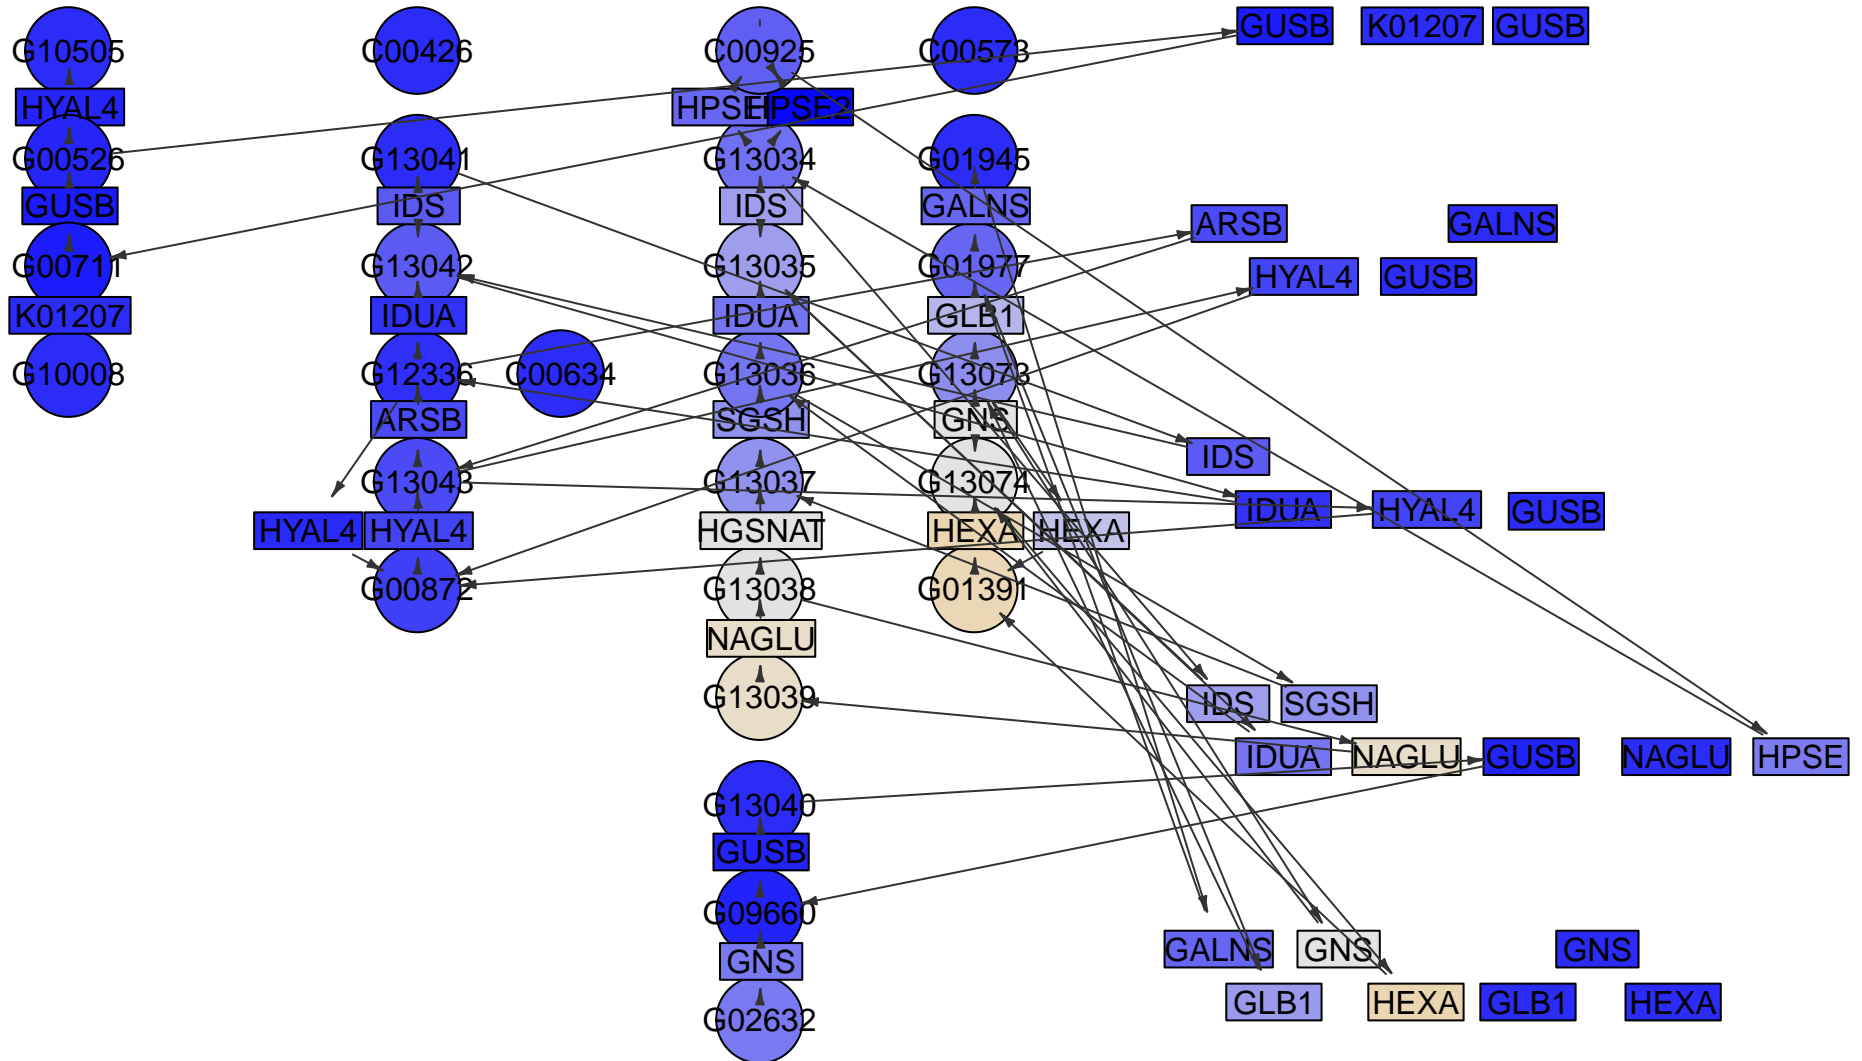 G10505 C00426 C00925 C00573 GUSB K01207 GUSB
HYAL4 HPSE HPSE2
G00526 G13041 G13034 G01945
GUSB IDS IDS GALNS ARSB GALNS
G00711 G13042 G13035 G01977 HYAL4 GUSB
K01207 IDUA IDUA GLB1
G10008 G12336 C00634 G13036 G13073
ARSB SGSH GNS IDS
G13043 G13037 G13074 IDUA HYAL4 GUSB
HYAL4 HYAL4 HGSNAT HEXA HEXA
G00872 G13038 G01391
NAGLU
G13039 IDS SGSH
IDUA NAGLU GUSB NAGLU HPSE
G13040
GUSB
G09660 GALNS GNS GNS
GNS
G02632 GLB1 HEXA GLB1 HEXA